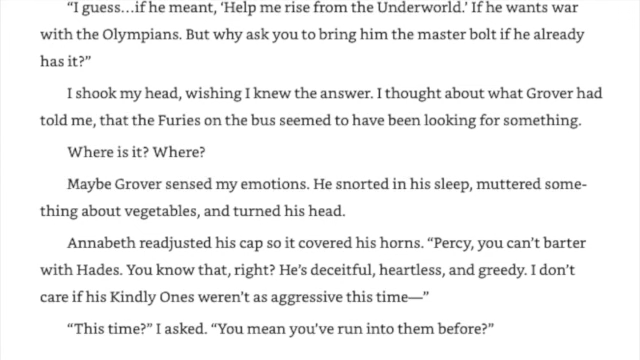 “I guess…if he meant, ‘Help me rise from the Underworld.’ If he wants war
with the Olympians. But why ask you to bring him the master bolt if he already
has it?”
I shook my head, wishing I knew the answer. I thought about what Grover had
told me, that the Furies on the bus seemed to have been looking for something.
Where is it? Where?
Maybe Grover sensed my emotions. He snorted in his sleep, muttered some-
thing about vegetables, and turned his head.
Annabeth readjusted his cap so it covered his horns. “Percy, you can’t barter
with Hades. You know that, right? He’s deceitful, heartless, and greedy. I don’t
care if his Kindly Ones weren’t as aggressive this time—”
“This time?” I asked. “You mean you’ve run into them before?”